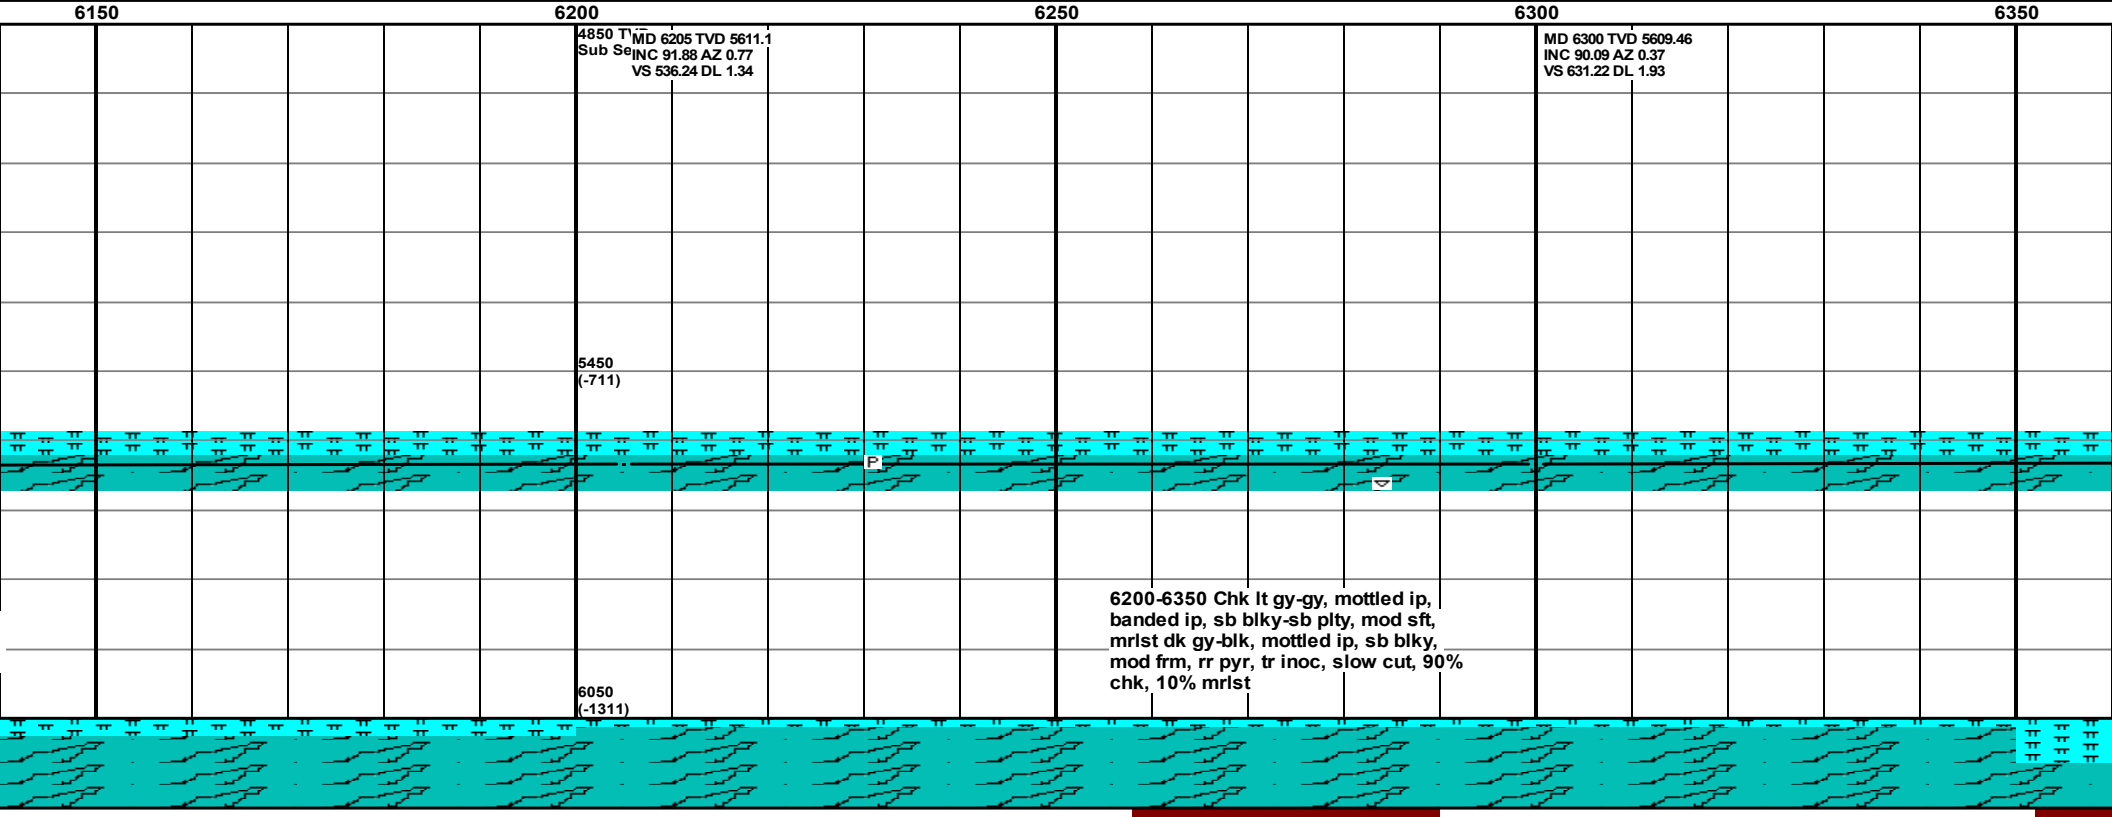 6150 6200 6250 6300 6350
4850
Sub
MD 6205 TVD 5611.1
INC 91.88 AZ 0.77
VS 536.24 DL 1.34
MD 6300 TVD 5609.46
INC 90.09 AZ 0.37
VS 631.22 DL 1.93
5450
(-711)
P
6200-6350 Chk lt gy-gy, mottled ip,
banded ip, sb blky-sb plty, mod sft,
mrlst dk gy-blk, mottled ip, sb blky,
mod frm, rr pyr, tr inoc, slow cut, 90%
chk, 10% mrlst
6050
(-1311)